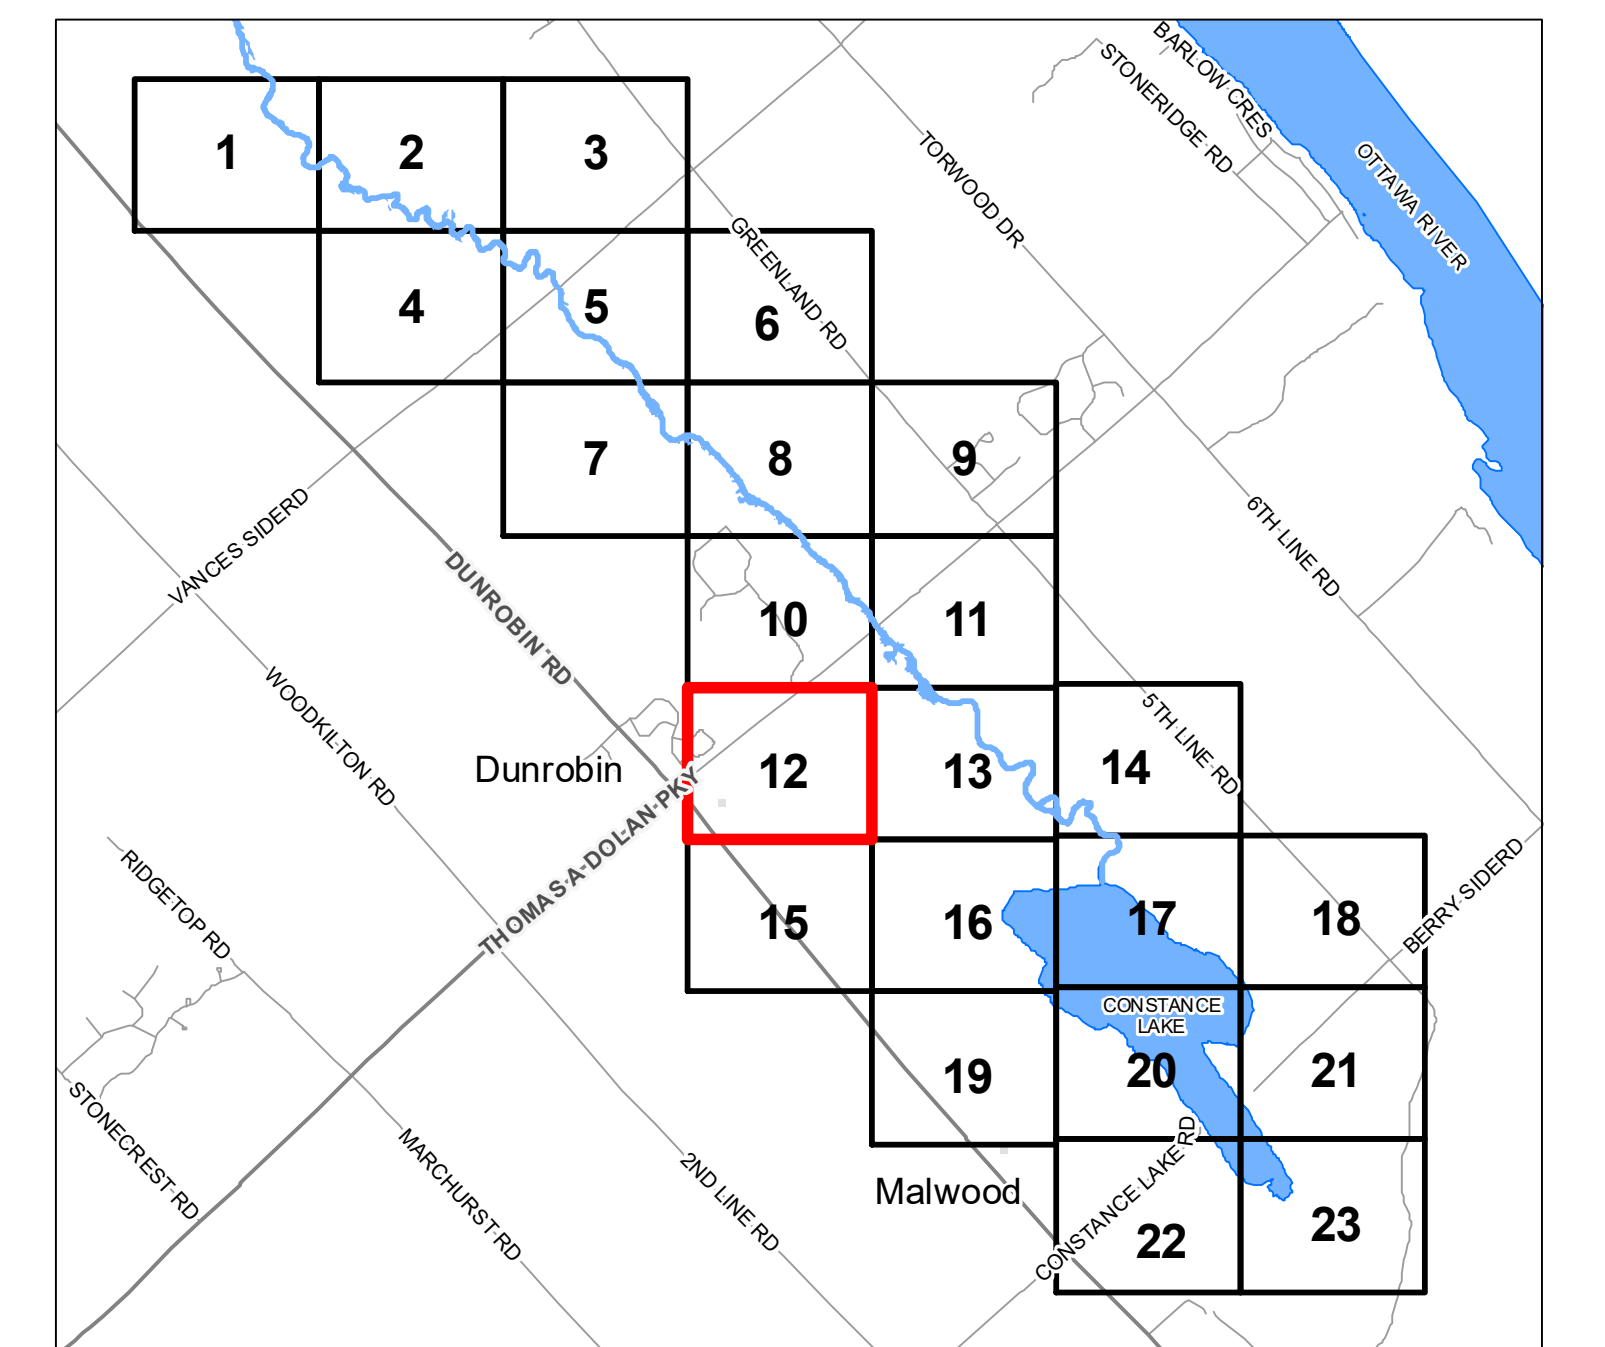 BARLOW CRES
STONERIDGE RD
OTTAWA RIVER
TORWOOD DR
1
2
3
GREENLAND RD
4
5
6
7
8
9
VANCES SIDERD
6TH LINE RD
DUNROBIN RD
10
11
WOODKILTON RD
5TH LINE RD
Dunrobin
12
13
14
THOMAS A DOLAN PKY
RIDGETOP RD
15
16
17
18
BERRY SIDERD
CONSTANCE
LAKE
19
20
21
STONECREST RD
MARCHURST RD
2ND LINE RD
Malwood
CONSTANCE LAKE RD
22
23